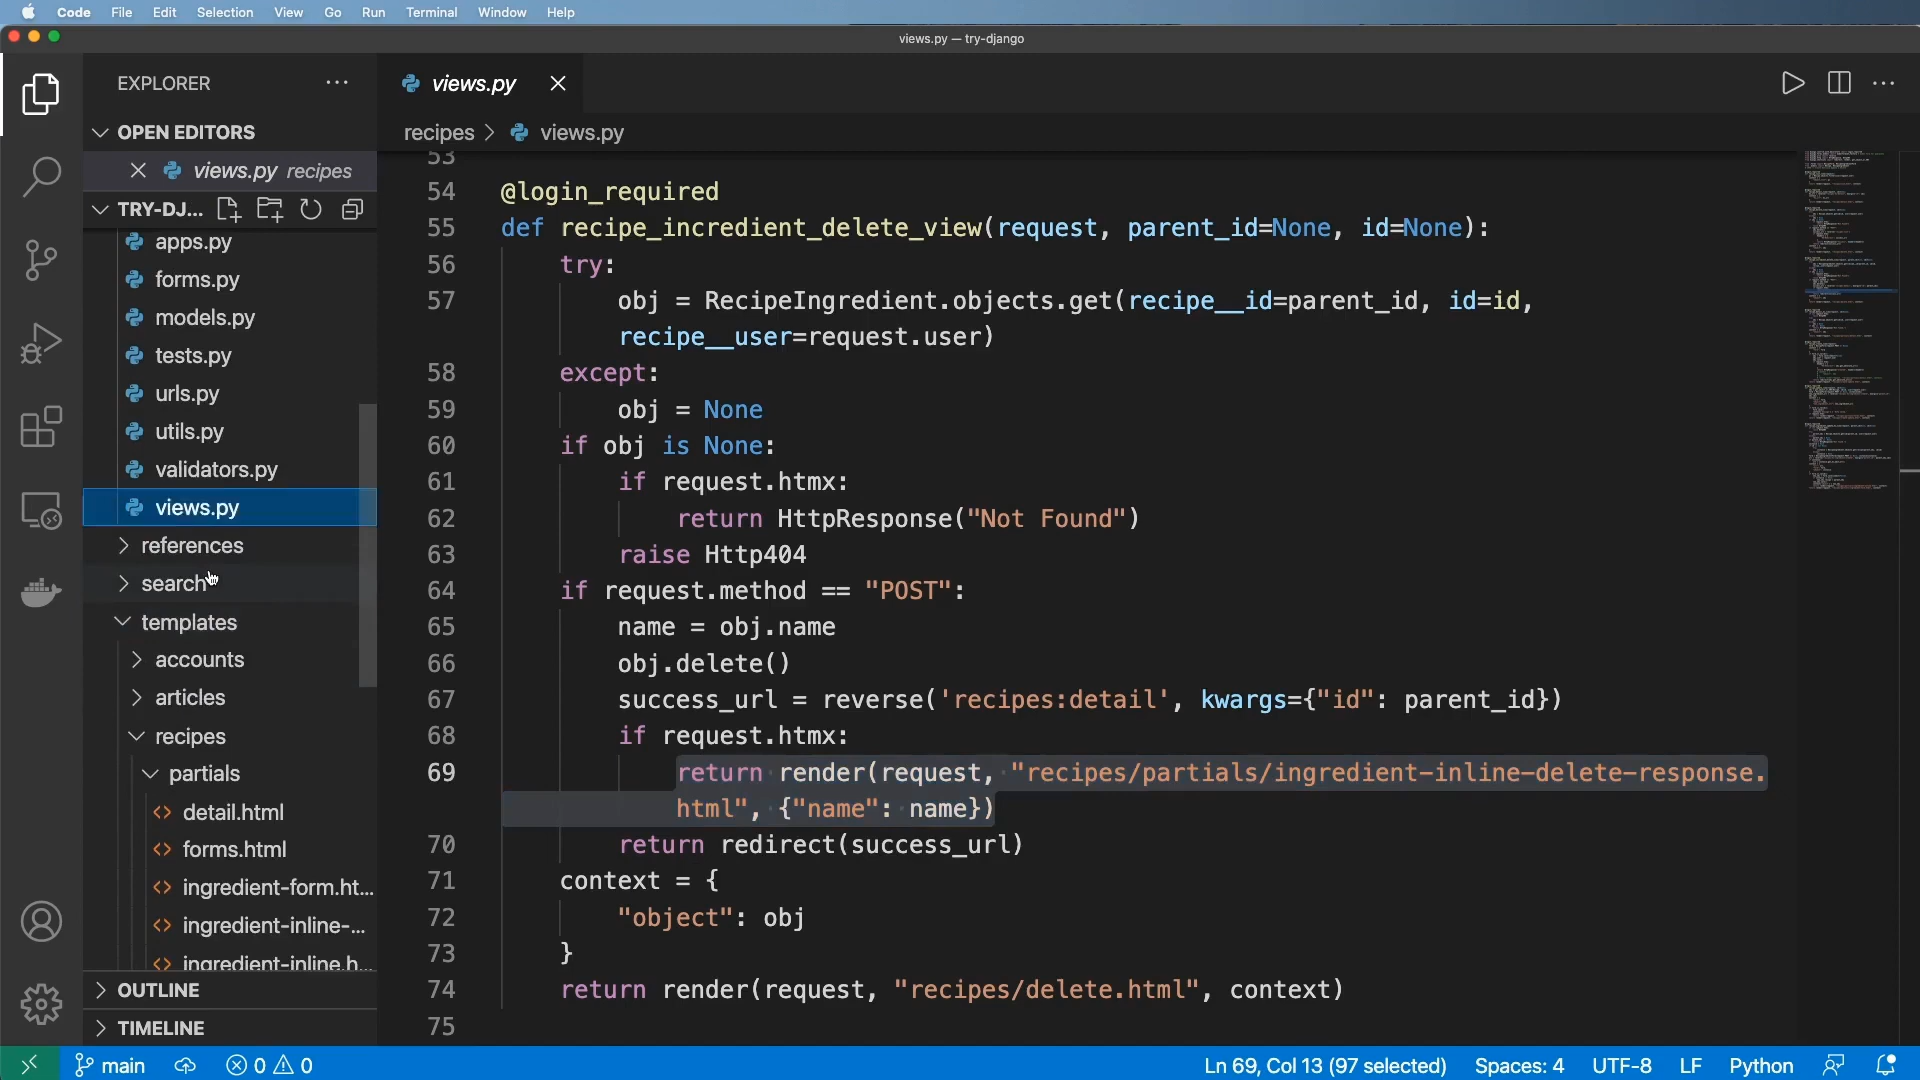 Code File Edit Selection View Go Run Terminal Window Help
views.py — try-django
EXPLORER
views.py
OPEN EDITORS
recipes > views.py
views.py recipes
TRY-DJ...
apps.py
forms.py
models.py
tests.py
urls.py
utils.py
validators.py
views.py
references
search
templates
accounts
articles
recipes
partials
detail.html
forms.html
ingredient-form.ht...
ingredient-inline-...
ingredient-inline.h...
OUTLINE
TIMELINE
53
54 @login_required
55 def recipe_incredient_delete_view(request, parent_id=None, id=None):
56 try:
57 obj = RecipeIngredient.objects.get(recipe__id=parent_id, id=id,
recipe__user=request.user)
58 except:
59 obj = None
60 if obj is None:
61 if request.htmx:
62 return HttpResponse("Not Found")
63 raise Http404
64 if request.method == "POST":
65 name = obj.name
66 obj.delete()
67 success_url = reverse('recipes:detail', kwargs={"id": parent_id})
68 if request.htmx:
69 return render(request, "recipes/partials/ingredient-inline-delete-response.
html", {"name": name})
70 return redirect(success_url)
71 context = {
72 "object": obj
73 }
74 return render(request, "recipes/delete.html", context)
75
main 0 0 Ln 69, Col 13 (97 selected) Spaces: 4 UTF-8 LF Python